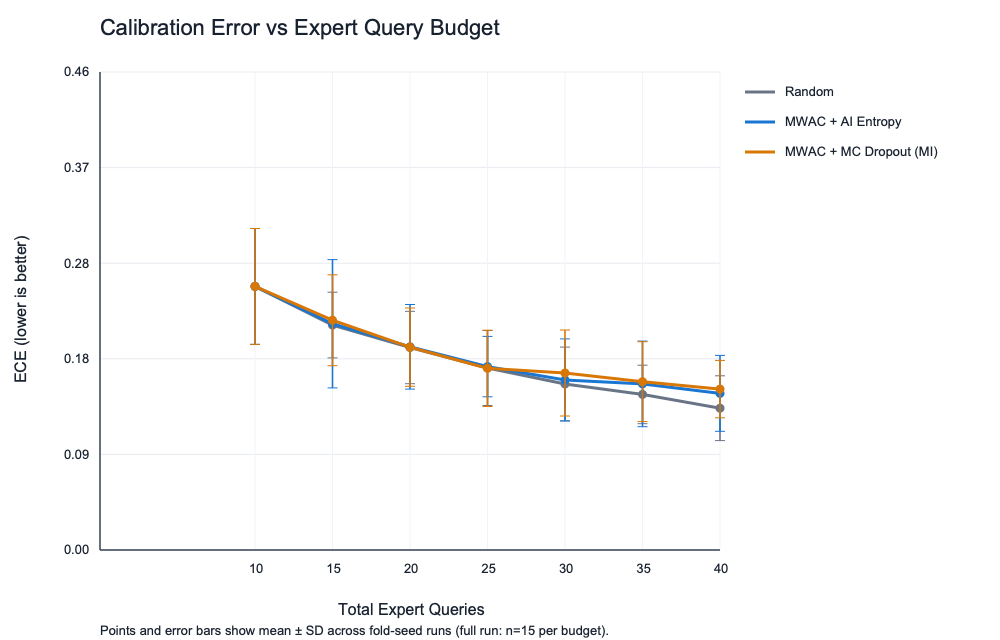 Calibration Error vs Expert Query Budget
0.46
0.37
0.28
0.18
0.09
0.00
ECE (lower is better)
10 15 20 25 30 35 40
Total Expert Queries
Random
MWAC + AI Entropy
MWAC + MC Dropout (MI)
Points and error bars show mean ± SD across fold-seed runs (full run: n=15 per budget).